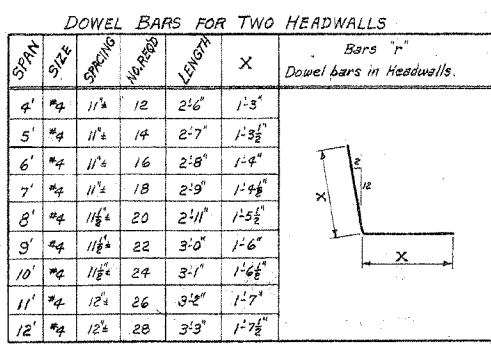 DOWEL BARS FOR TWO HEADWALLS
SPAN SIZE SPACING NO. REQD LENGTH X Bars "r"
Dowel bars in Headwalls.
4' #4 11"± 12 2'-6" 1'-3"
5' #4 11"± 14 2'-7" 1'-3½"
6' #4 11"± 16 2'-8" 1'-4"
7' #4 11"± 18 2'-9" 1'-4½"
8' #4 11½"± 20 2'-11" 1'-5½"
9' #4 11½"± 22 3'-0" 1'-6"
10' #4 11½"± 24 3'-1" 1'-6½"
11' #4 12"± 26 3'-2" 1'-7"
12' #4 12"± 28 3'-3" 1'-7½"
2
12
X
X